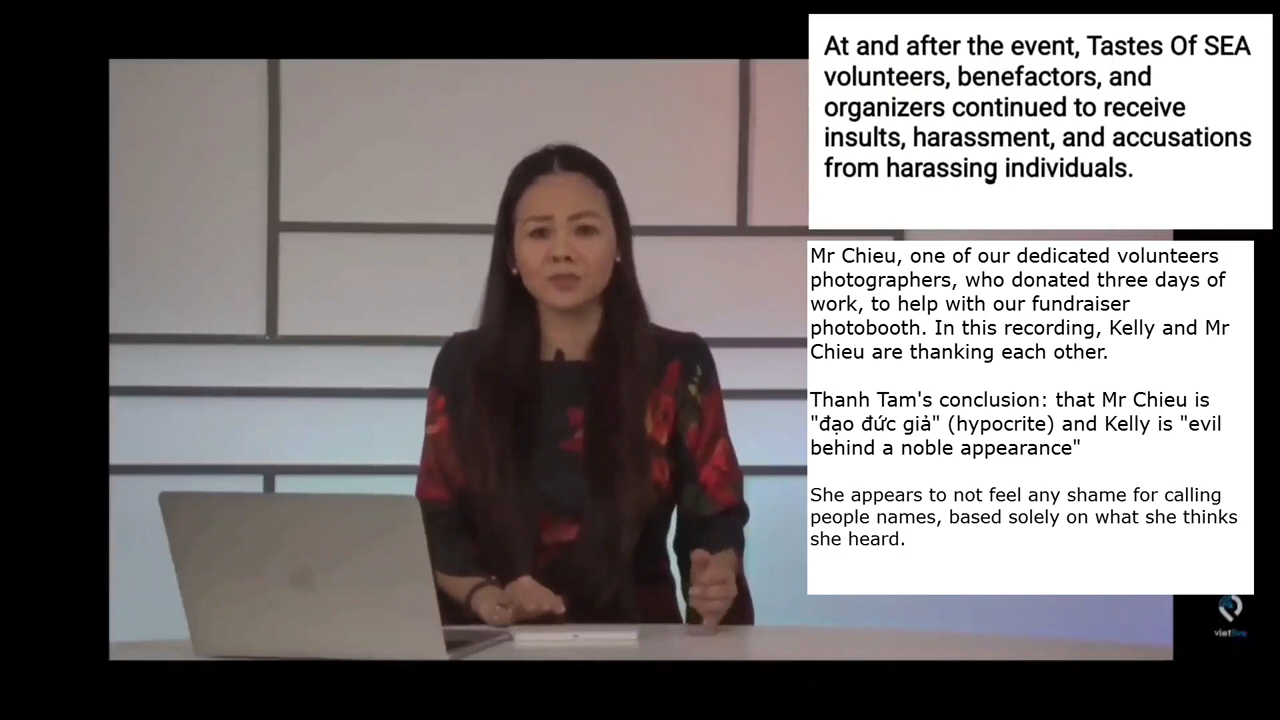 At and after the event, Tastes Of SEA
volunteers, benefactors, and
organizers continued to receive
insults, harassment, and accusations
from harassing individuals.
Mr Chieu, one of our dedicated volunteers
photographers, who donated three days of
work, to help with our fundraiser
photobooth. In this recording, Kelly and Mr
Chieu are thanking each other.
Thanh Tam's conclusion: that Mr Chieu is
"đạo đức giả" (hypocrite) and Kelly is "evil
behind a noble appearance"
She appears to not feel any shame for calling
people names, based solely on what she thinks
she heard.
vietlive